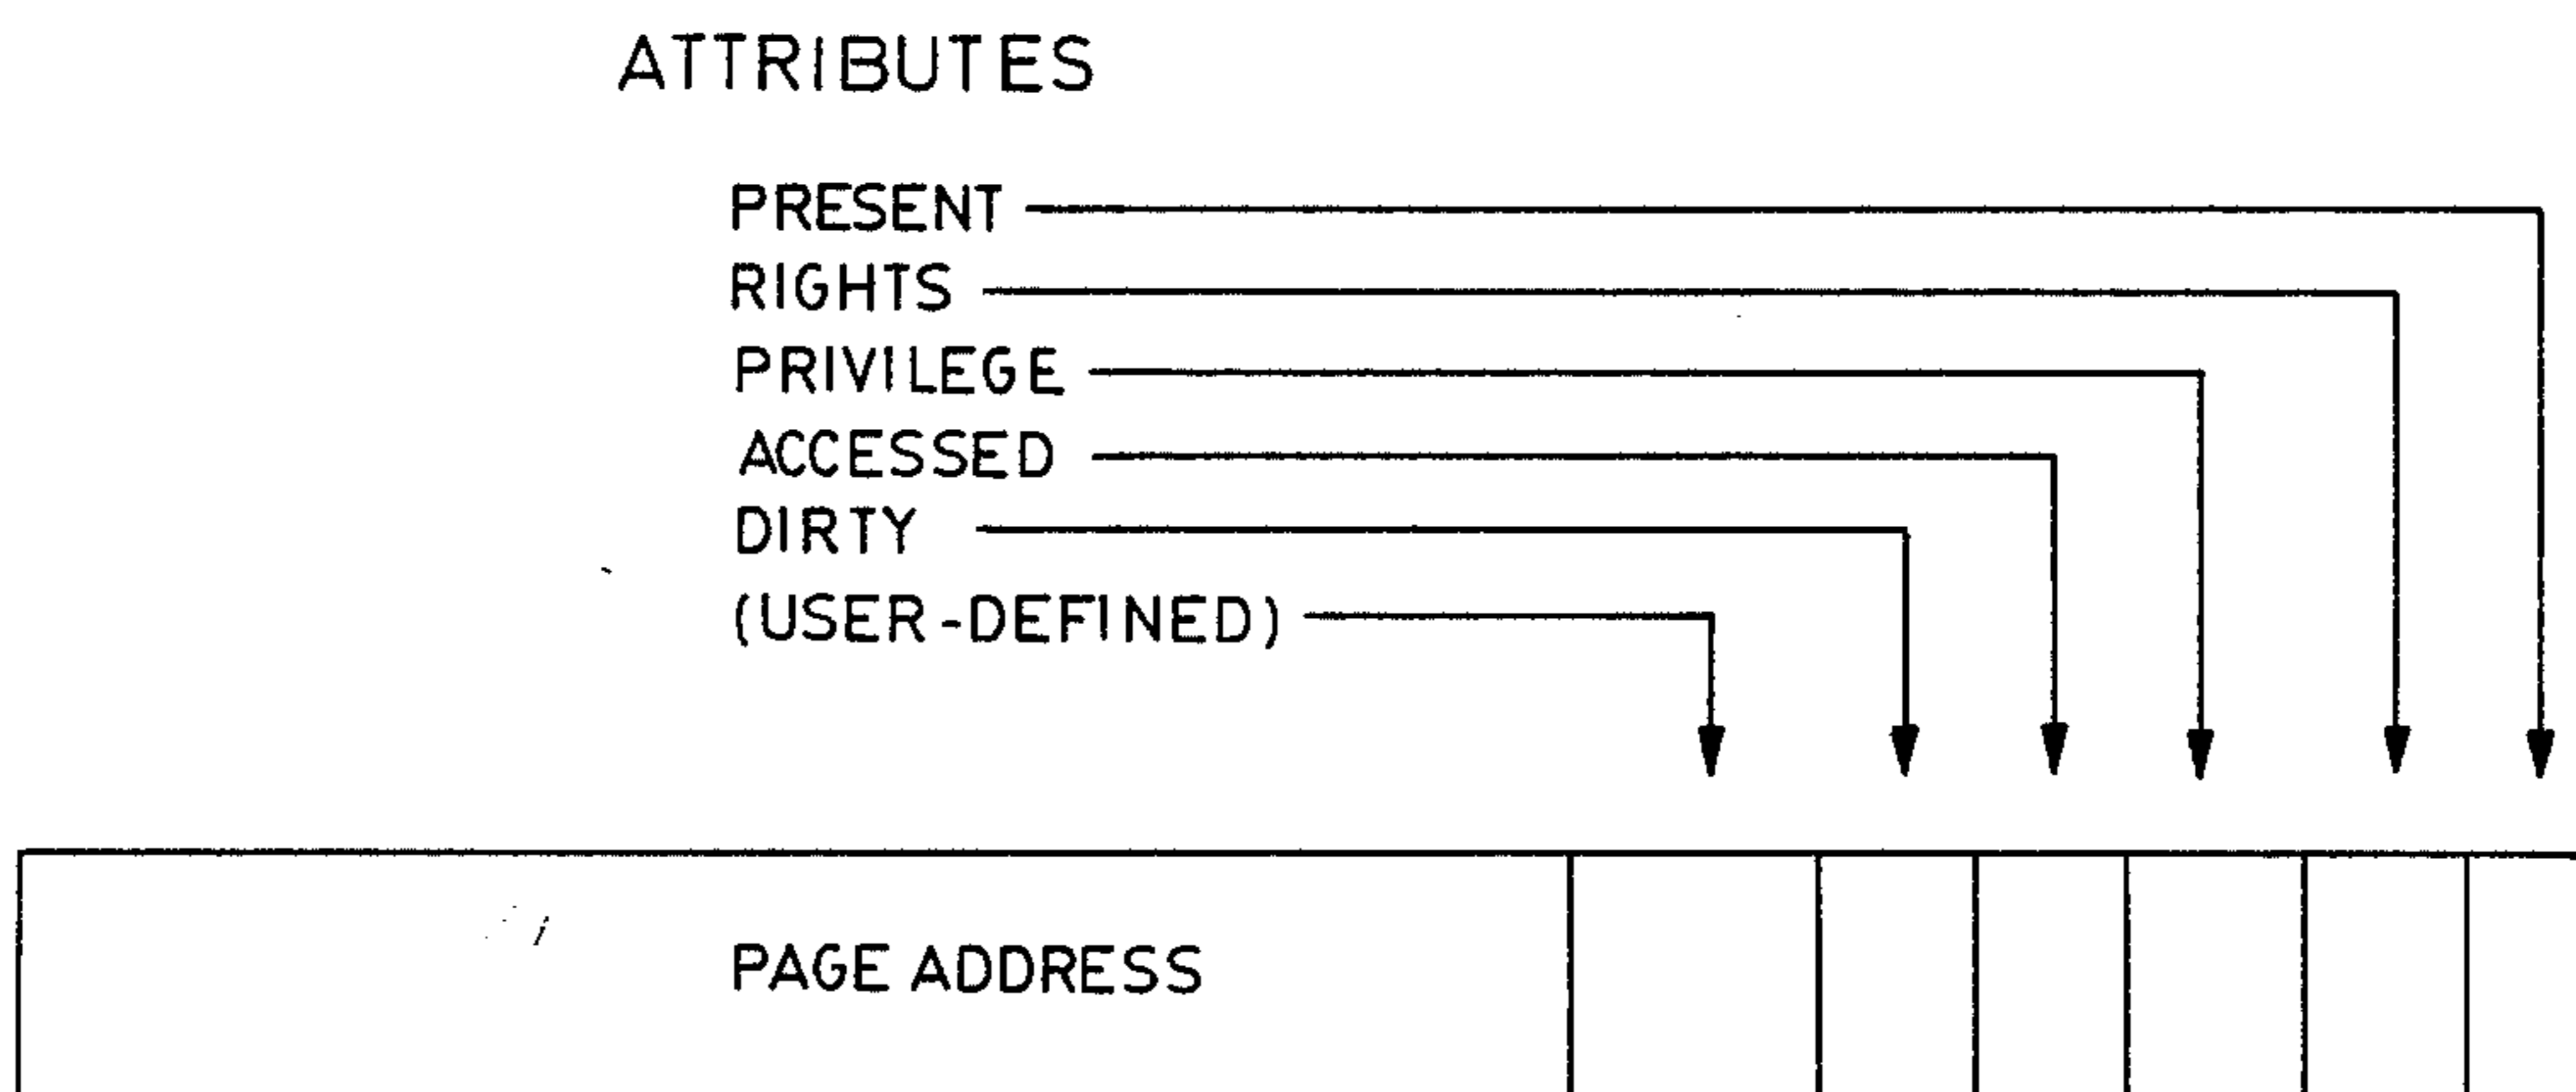 ATTRIBUTES
PRESENT
RIGHTS
PRIVILEGE
ACCESSED
DIRTY
(USER-DEFINED)
PAGE ADDRESS